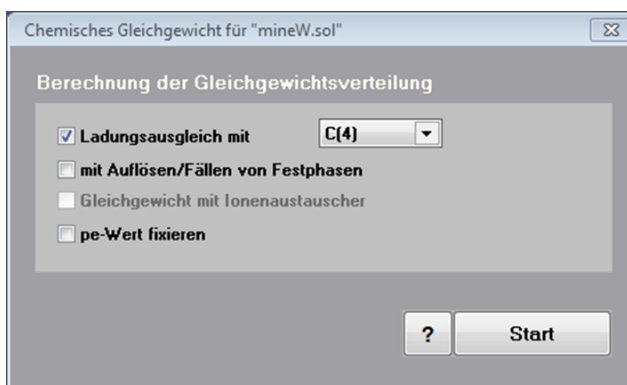 Chemisches Gleichgewicht für "mineW.sol"
Berechnung der Gleichgewichtsverteilung
Ladungsausgleich mit C(4)
mit Auflösen/Fällen von Festphasen
Gleichgewicht mit Ionenaustauscher
pe-Wert fixieren
? Start